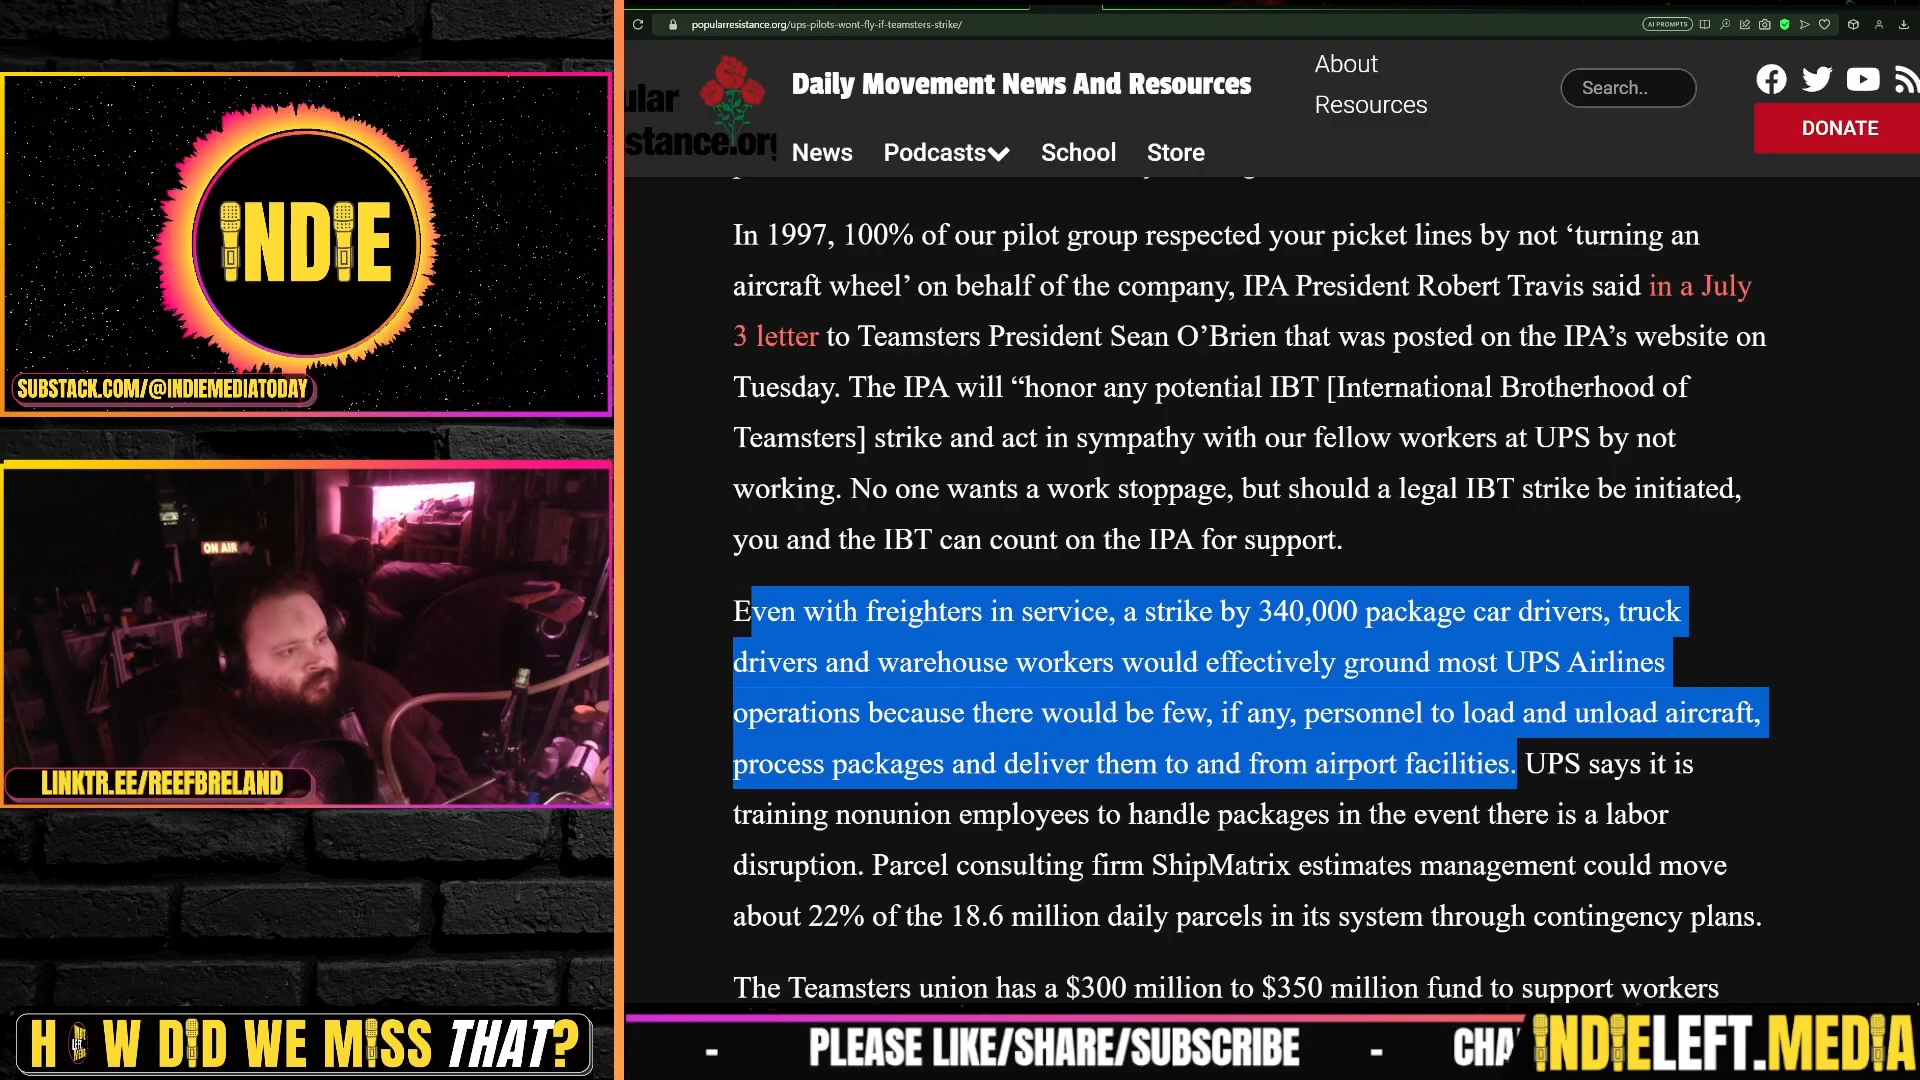 INDIE
SUBSTACK.COM/@INDIEMEDIATODAY
ON AIR
LINKTR.EE/REEFBRELAND
HOW DID WE MISS THAT?
popularresistance.org/ups-pilots-wont-fly-if-teamsters-strike/
AI PROMPTS
ular
stance.org
Daily Movement News And Resources
About
Resources
Search..
DONATE
News Podcasts School Store
In 1997, 100% of our pilot group respected your picket lines by not ‘turning an
aircraft wheel’ on behalf of the company, IPA President Robert Travis said in a July
3 letter to Teamsters President Sean O’Brien that was posted on the IPA’s website on
Tuesday. The IPA will “honor any potential IBT [International Brotherhood of
Teamsters] strike and act in sympathy with our fellow workers at UPS by not
working. No one wants a work stoppage, but should a legal IBT strike be initiated,
you and the IBT can count on the IPA for support.
Even with freighters in service, a strike by 340,000 package car drivers, truck
drivers and warehouse workers would effectively ground most UPS Airlines
operations because there would be few, if any, personnel to load and unload aircraft,
process packages and deliver them to and from airport facilities. UPS says it is
training nonunion employees to handle packages in the event there is a labor
disruption. Parcel consulting firm ShipMatrix estimates management could move
about 22% of the 18.6 million daily parcels in its system through contingency plans.
The Teamsters union has a $300 million to $350 million fund to support workers
- PLEASE LIKE/SHARE/SUBSCRIBE - CHA
INDIELEFT.MEDIA